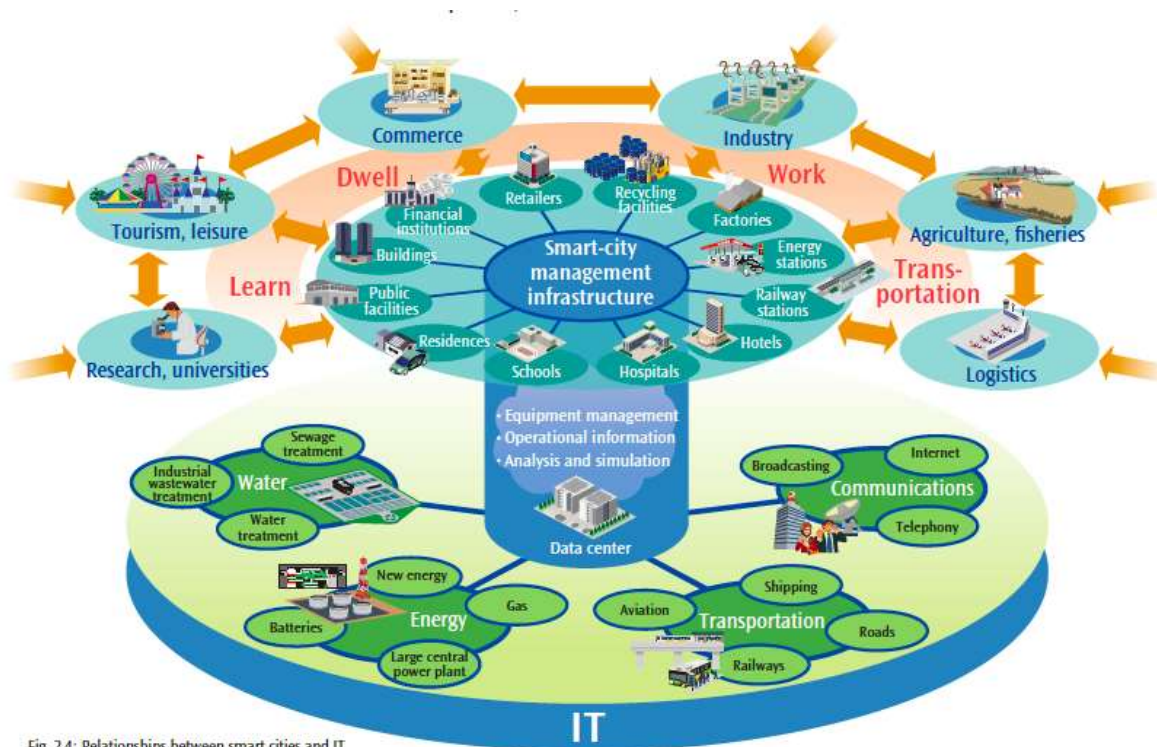 Commerce
Industry
Dwell
Work
Retailers
Recycling
facilities
Financial
institutions
Factories
Tourism, leisure
Agriculture, fisheries
Buildings
Smart-city
management
infrastructure
Energy
stations
Learn
Trans-
portation
Public
facilities
Railway
stations
Residences
Hotels
Research, universities
Schools
Hospitals
Logistics
• Equipment management
• Operational information
• Analysis and simulation
Data center
Sewage
treatment
Industrial
wastewater
treatment
Water
Water
treatment
Broadcasting
Internet
Communications
Telephony
New energy
Gas
Batteries
Energy
Large central
power plant
Shipping
Aviation
Transportation
Roads
Railways
IT
Fig. 2.4: Relationships between smart cities and IT